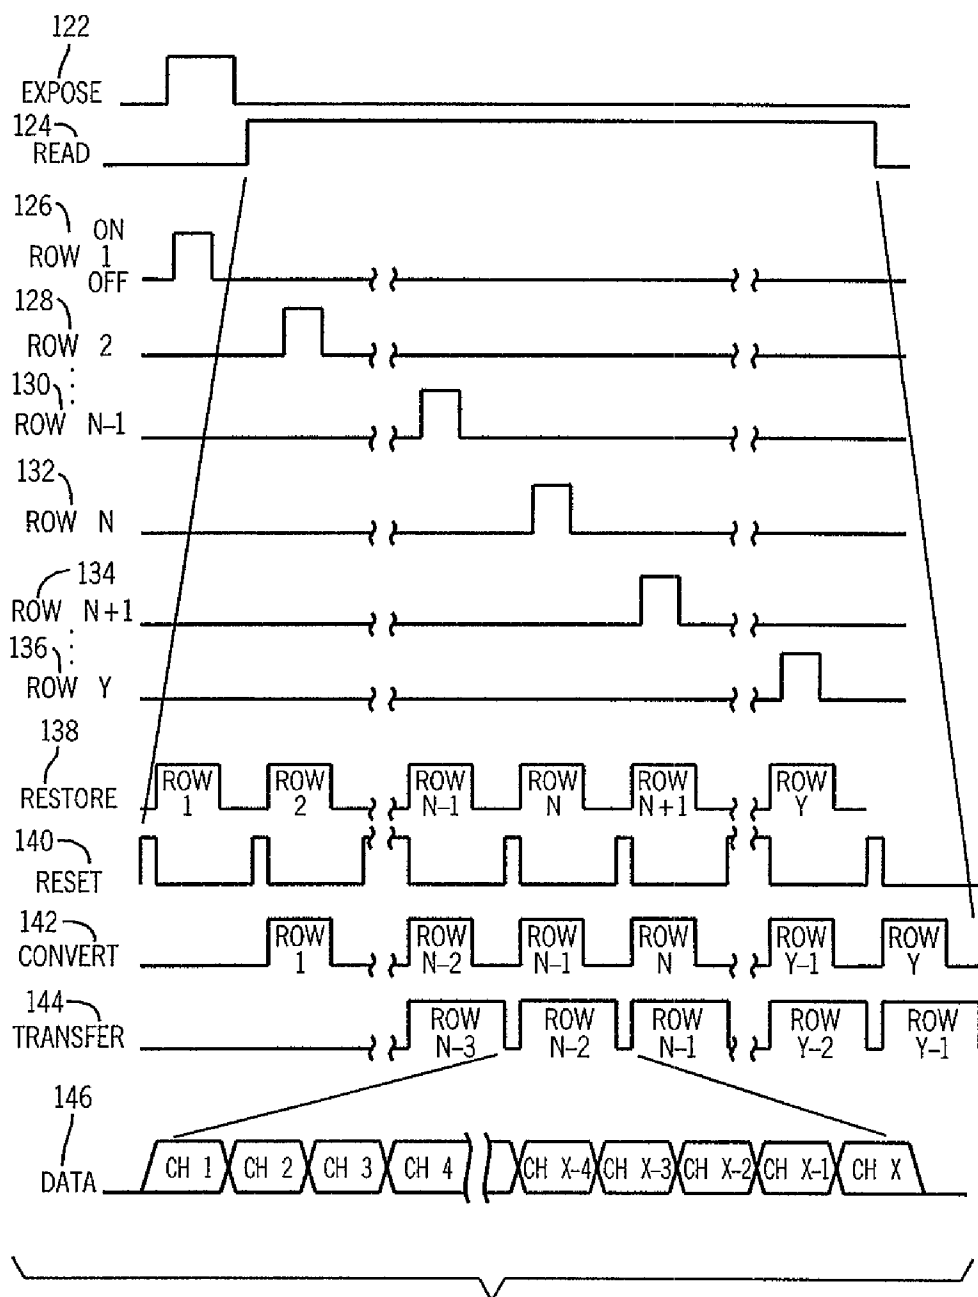 122
EXPOSE
124
READ
126
ON
ROW 1
OFF
128
ROW 2
130
ROW N-1
132
ROW N
134
ROW N+1
136
ROW Y
138
RESTORE
ROW 1
ROW 2
ROW N-1
ROW N
ROW N+1
ROW Y
140
RESET
142
CONVERT
ROW 1
ROW N-2
ROW N-1
ROW N
ROW Y-1
ROW Y
144
TRANSFER
ROW N-3
ROW N-2
ROW N-1
ROW Y-2
ROW Y-1
146
DATA
CH 1 CH 2 CH 3 CH 4 CH X-4 CH X-3 CH X-2 CH X-1 CH X